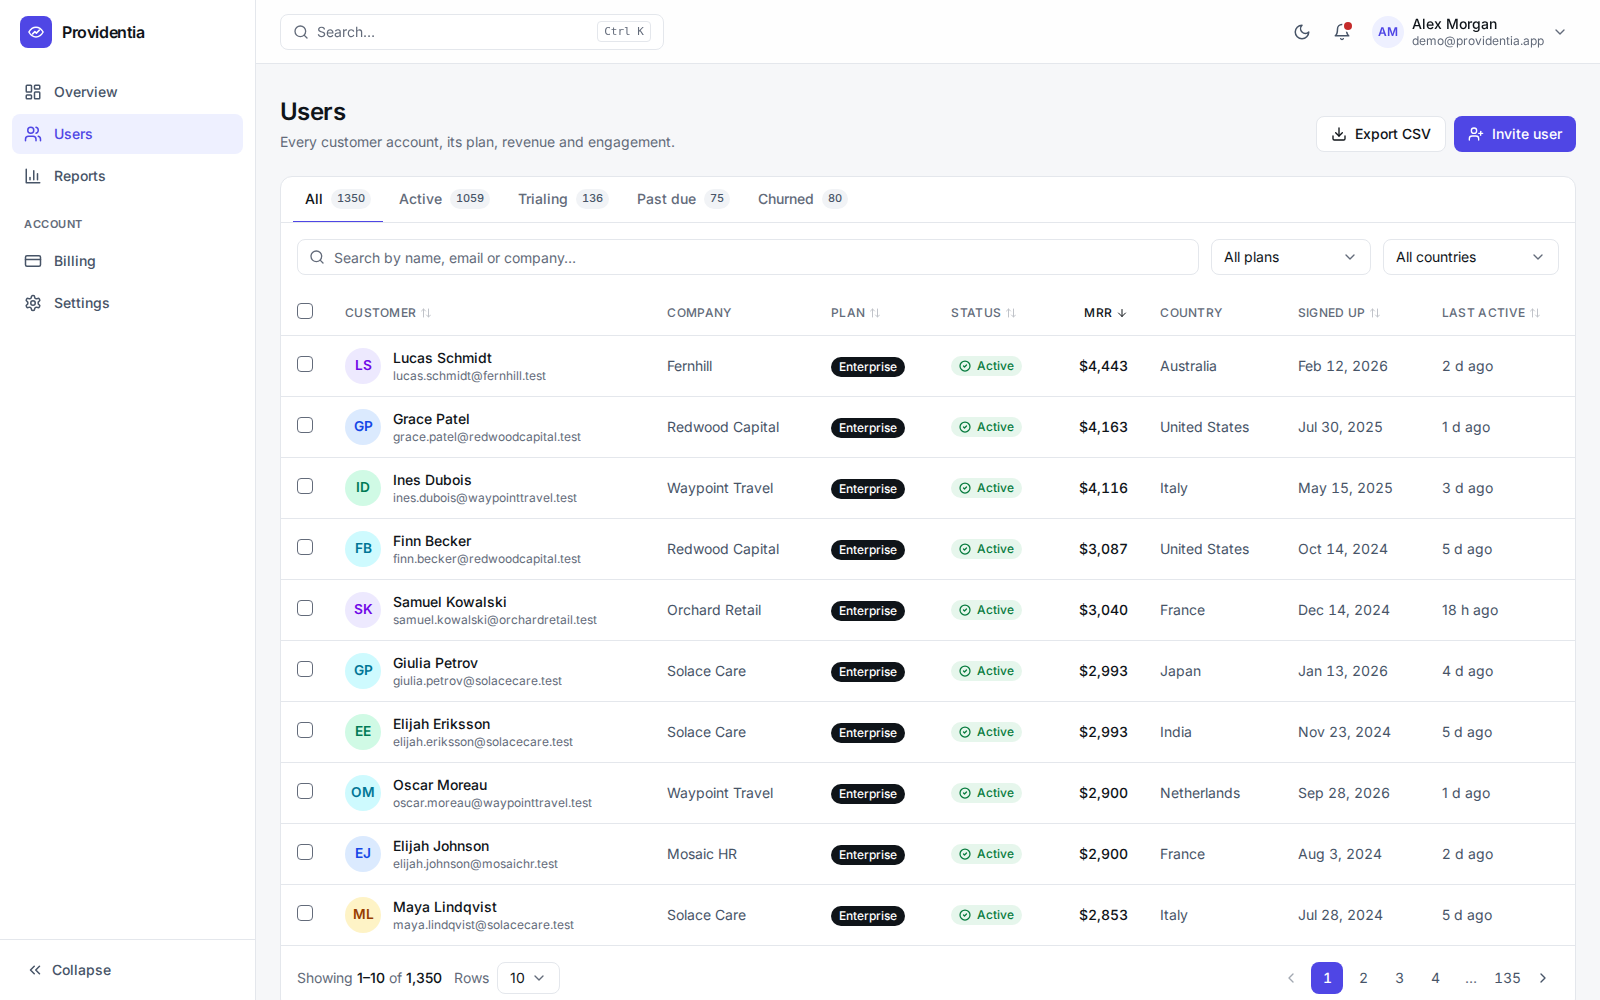 Providentia
Search...
Ctrl K
AM
Alex Morgan
demo@providentia.app
Overview
Users
Reports
ACCOUNT
Billing
Settings
Collapse
Users
Every customer account, its plan, revenue and engagement.
Export CSV
Invite user
All 1350 Active 1059 Trialing 136 Past due 75 Churned 80
Search by name, email or company...
All plans
All countries
CUSTOMER COMPANY PLAN STATUS MRR COUNTRY SIGNED UP LAST ACTIVE
LS Lucas Schmidt Fernhill Enterprise Active $4,443 Australia Feb 12, 2026 2 d ago
lucas.schmidt@fernhill.test
GP Grace Patel Redwood Capital Enterprise Active $4,163 United States Jul 30, 2025 1 d ago
grace.patel@redwoodcapital.test
ID Ines Dubois Waypoint Travel Enterprise Active $4,116 Italy May 15, 2025 3 d ago
ines.dubois@waypointtravel.test
FB Finn Becker Redwood Capital Enterprise Active $3,087 United States Oct 14, 2024 5 d ago
finn.becker@redwoodcapital.test
SK Samuel Kowalski Orchard Retail Enterprise Active $3,040 France Dec 14, 2024 18 h ago
samuel.kowalski@orchardretail.test
GP Giulia Petrov Solace Care Enterprise Active $2,993 Japan Jan 13, 2026 4 d ago
giulia.petrov@solacecare.test
EE Elijah Eriksson Solace Care Enterprise Active $2,993 India Nov 23, 2024 5 d ago
elijah.eriksson@solacecare.test
OM Oscar Moreau Waypoint Travel Enterprise Active $2,900 Netherlands Sep 28, 2026 1 d ago
oscar.moreau@waypointtravel.test
EJ Elijah Johnson Mosaic HR Enterprise Active $2,900 France Aug 3, 2024 2 d ago
elijah.johnson@mosaichr.test
ML Maya Lindqvist Solace Care Enterprise Active $2,853 Italy Jul 28, 2024 5 d ago
maya.lindqvist@solacecare.test
Showing 1–10 of 1,350 Rows 10
1 2 3 4 ... 135